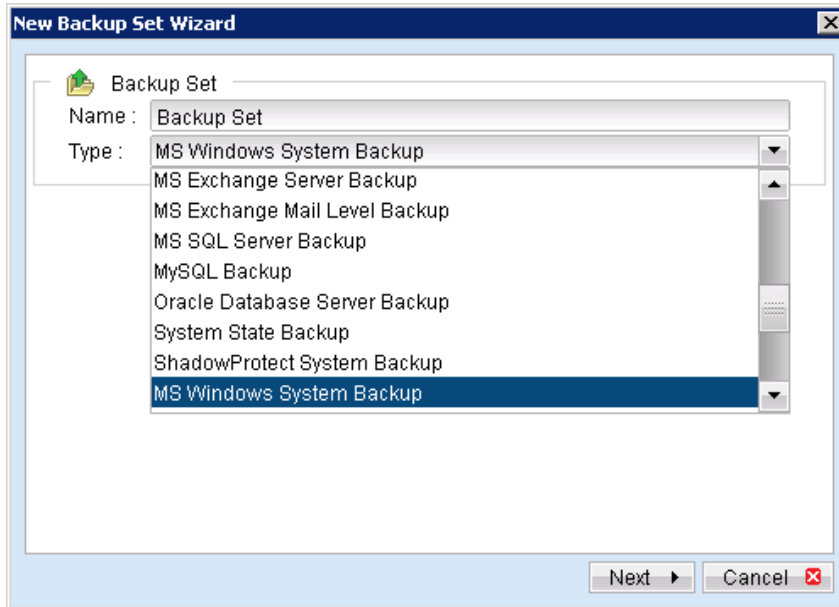 New Backup Set Wizard
Backup Set
Name : Backup Set
Type : MS Windows System Backup
MS Exchange Server Backup
MS Exchange Mail Level Backup
MS SQL Server Backup
MySQL Backup
Oracle Database Server Backup
System State Backup
ShadowProtect System Backup
MS Windows System Backup
Next Cancel